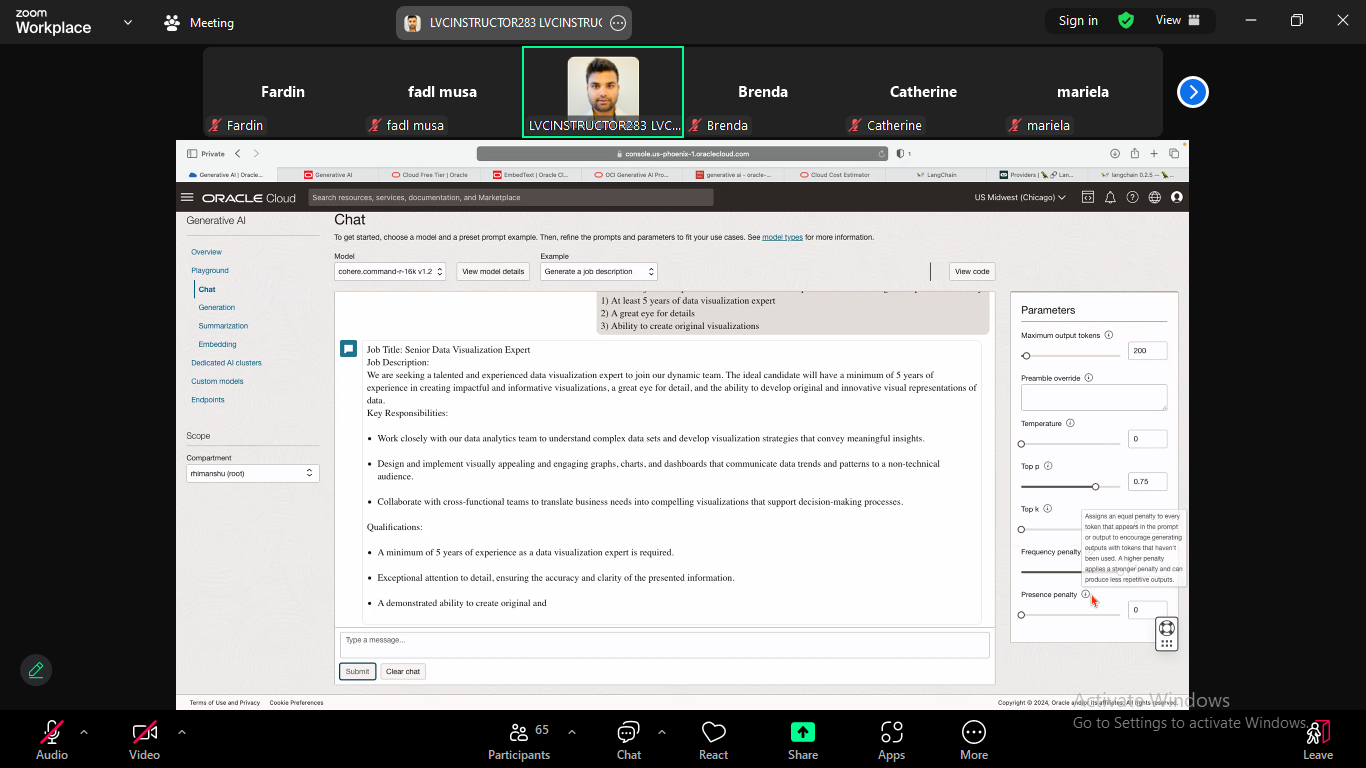 zoom
Workplace
Meeting
LVCINSTRUCTOR283 LVCINSTRUC
Sign in
View
Fardin
fadl musa
Brenda
Catherine
mariela
Fardin
fadl musa
LVCINSTRUCTOR283 LVC...
Brenda
Catherine
mariela
Private
console.us-phoenix-1.oraclecloud.com
1
Generative AI | Oracle...
Generative AI
Cloud Free Tier | Oracle
EmbedText | Oracle Cl...
OCI Generative AI Pro...
generative ai - oracle-...
Cloud Cost Estimator
LangChain
Providers | 🦜️🔗 Lan...
langchain 0.2.5 — 🦜...
ORACLE Cloud
Search resources, services, documentation, and Marketplace
US Midwest (Chicago)
Generative AI
Overview
Playground
Chat
Generation
Summarization
Embedding
Dedicated AI clusters
Custom models
Endpoints
Scope
Compartment
rhimanshu (root)
Chat
To get started, choose a model and a preset prompt example. Then, refine the prompts and parameters to fit your use cases. See model types for more information.
Model
Example
cohere.command-r-16k v1.2
View model details
Generate a job description
View code
1) At least 5 years of data visualization expert
2) A great eye for details
3) Ability to create original visualizations
Job Title: Senior Data Visualization Expert
Job Description:
We are seeking a talented and experienced data visualization expert to join our dynamic team. The ideal candidate will have a minimum of 5 years of
experience in creating impactful and informative visualizations, a great eye for detail, and the ability to develop original and innovative visual representations of
data.
Key Responsibilities:
• Work closely with our data analytics team to understand complex data sets and develop visualization strategies that convey meaningful insights.
• Design and implement visually appealing and engaging graphs, charts, and dashboards that communicate data trends and patterns to a non-technical
audience.
• Collaborate with cross-functional teams to translate business needs into compelling visualizations that support decision-making processes.
Qualifications:
• A minimum of 5 years of experience as a data visualization expert is required.
• Exceptional attention to detail, ensuring the accuracy and clarity of the presented information.
• A demonstrated ability to create original and
Type a message...
Submit
Clear chat
Parameters
Maximum output tokens
200
Preamble override
Temperature
0
Top p
0.75
Top k
Assigns an equal penalty to every
token that appears in the prompt
or output to encourage generating
outputs with tokens that haven't
been used. A higher penalty
applies a stronger penalty and can
produce less repetitive outputs.
Frequency penalty
Presence penalty
0
Terms of Use and Privacy
Cookie Preferences
Copyright © 2024, Oracle and/or its affiliates. All rights reserved.
Activate Windows
Go to Settings to activate Windows.
Audio
Video
Participants
65
Chat
React
Share
Apps
More
Leave